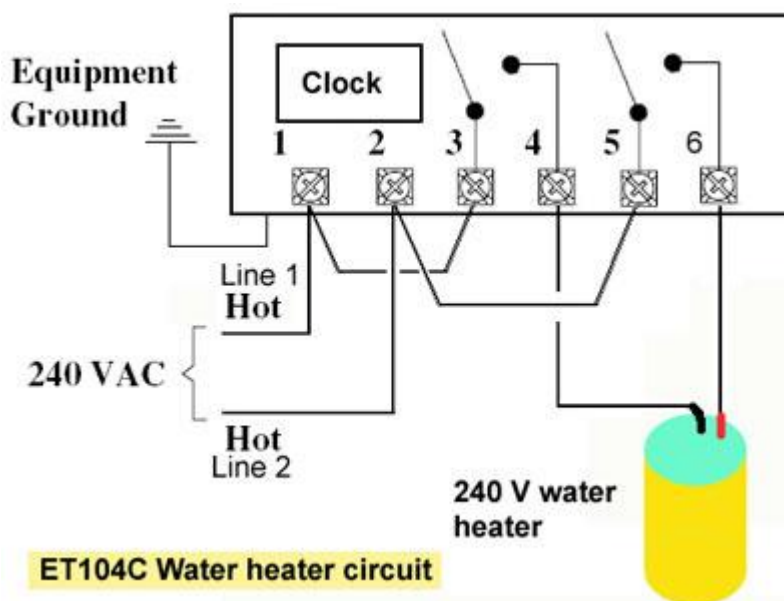 Equipment
Ground
Clock
1 2 3 4 5 6
Line 1
Hot
240 VAC
Hot
Line 2
240 V water
heater
ET104C Water heater circuit